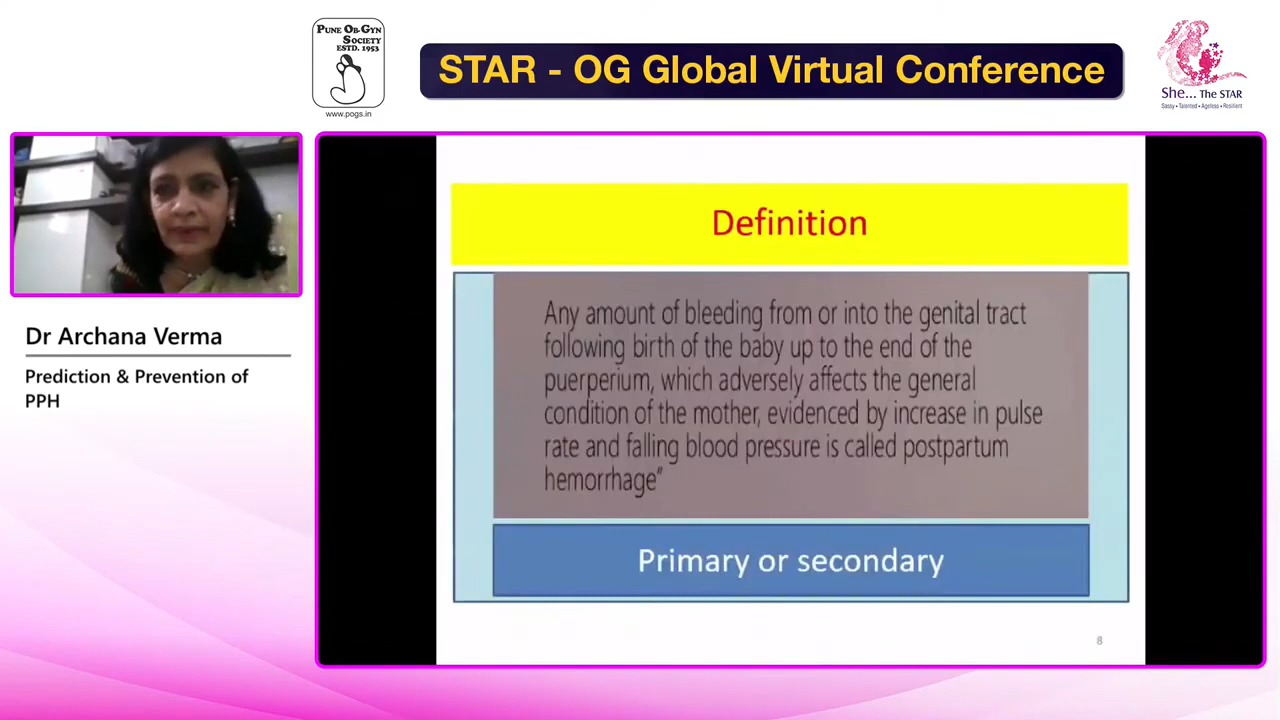 PUNE OB-GYN
SOCIETY
ESTD. 1953
www.pogs.in
STAR - OG Global Virtual Conference
She... The STAR
Sassy • Talented • Ageless • Resilient
Dr Archana Verma
Prediction & Prevention of
PPH
Definition
Any amount of bleeding from or into the genital tract
following birth of the baby up to the end of the
puerperium, which adversely affects the general
condition of the mother, evidenced by increase in pulse
rate and falling blood pressure is called postpartum
hemorrhage”
Primary or secondary
8